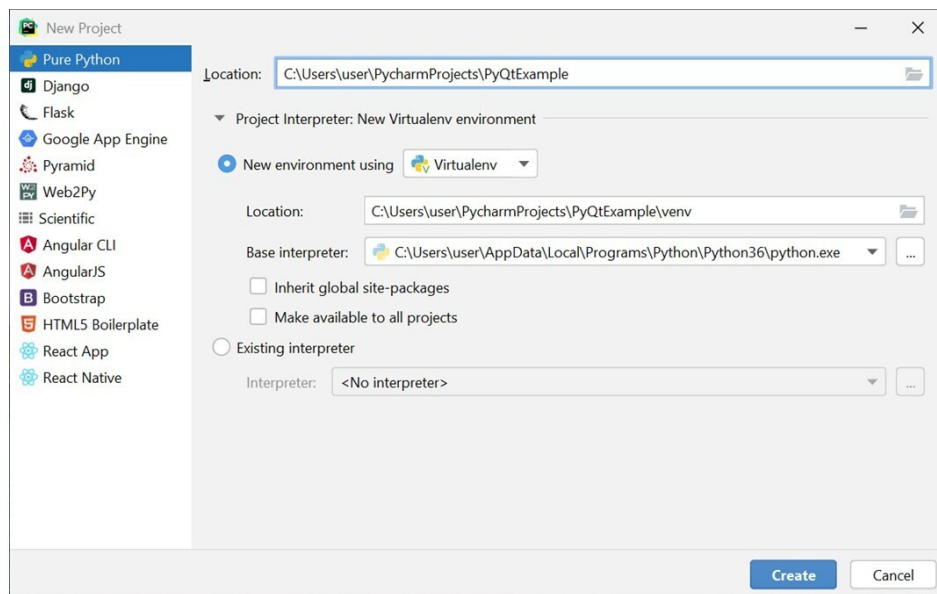 New Project
Pure Python
Django
Flask
Google App Engine
Pyramid
Web2Py
Scientific
Angular CLI
AngularJS
Bootstrap
HTML5 Boilerplate
React App
React Native
Location: C:\Users\user\PycharmProjects\PyQtExample
Project Interpreter: New Virtualenv environment
New environment using Virtualenv
Location: C:\Users\user\PycharmProjects\PyQtExample\venv
Base interpreter: C:\Users\user\AppData\Local\Programs\Python\Python36\python.exe ...
Inherit global site-packages
Make available to all projects
Existing interpreter
Interpreter: <No interpreter> ...
Create Cancel